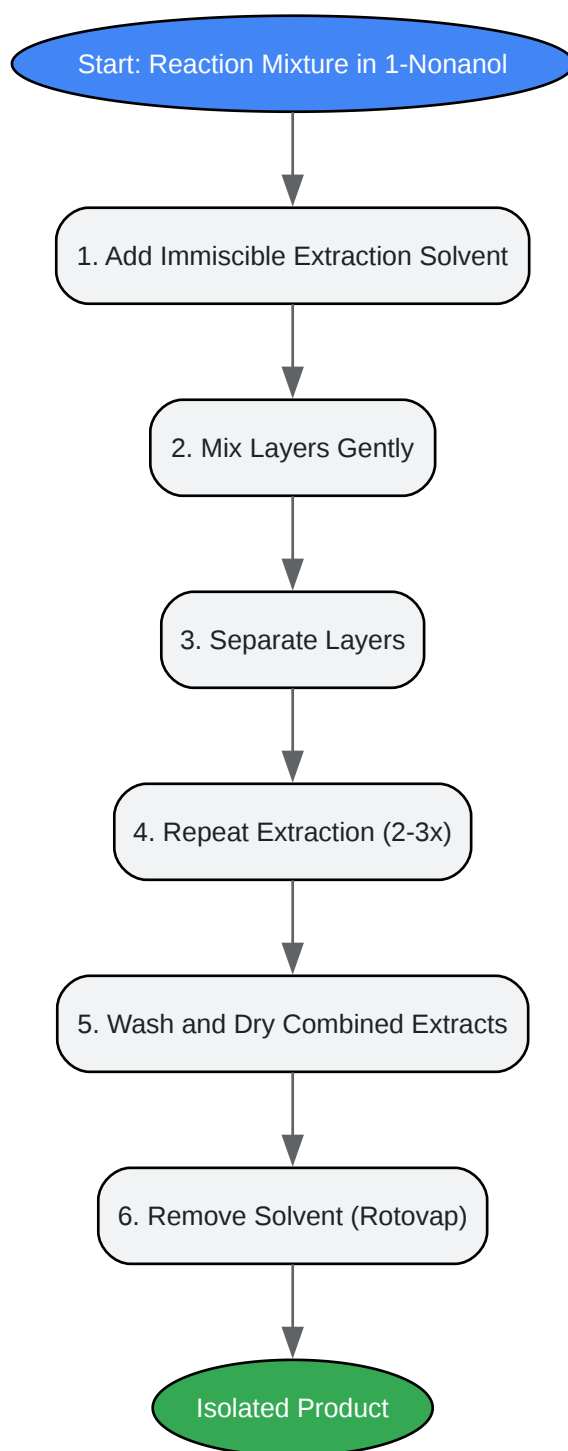 Start: Reaction Mixture in 1-Nonanol
1. Add Immiscible Extraction Solvent
2. Mix Layers Gently
3. Separate Layers
4. Repeat Extraction (2-3x)
5. Wash and Dry Combined Extracts
6. Remove Solvent (Rotovap)
Isolated Product